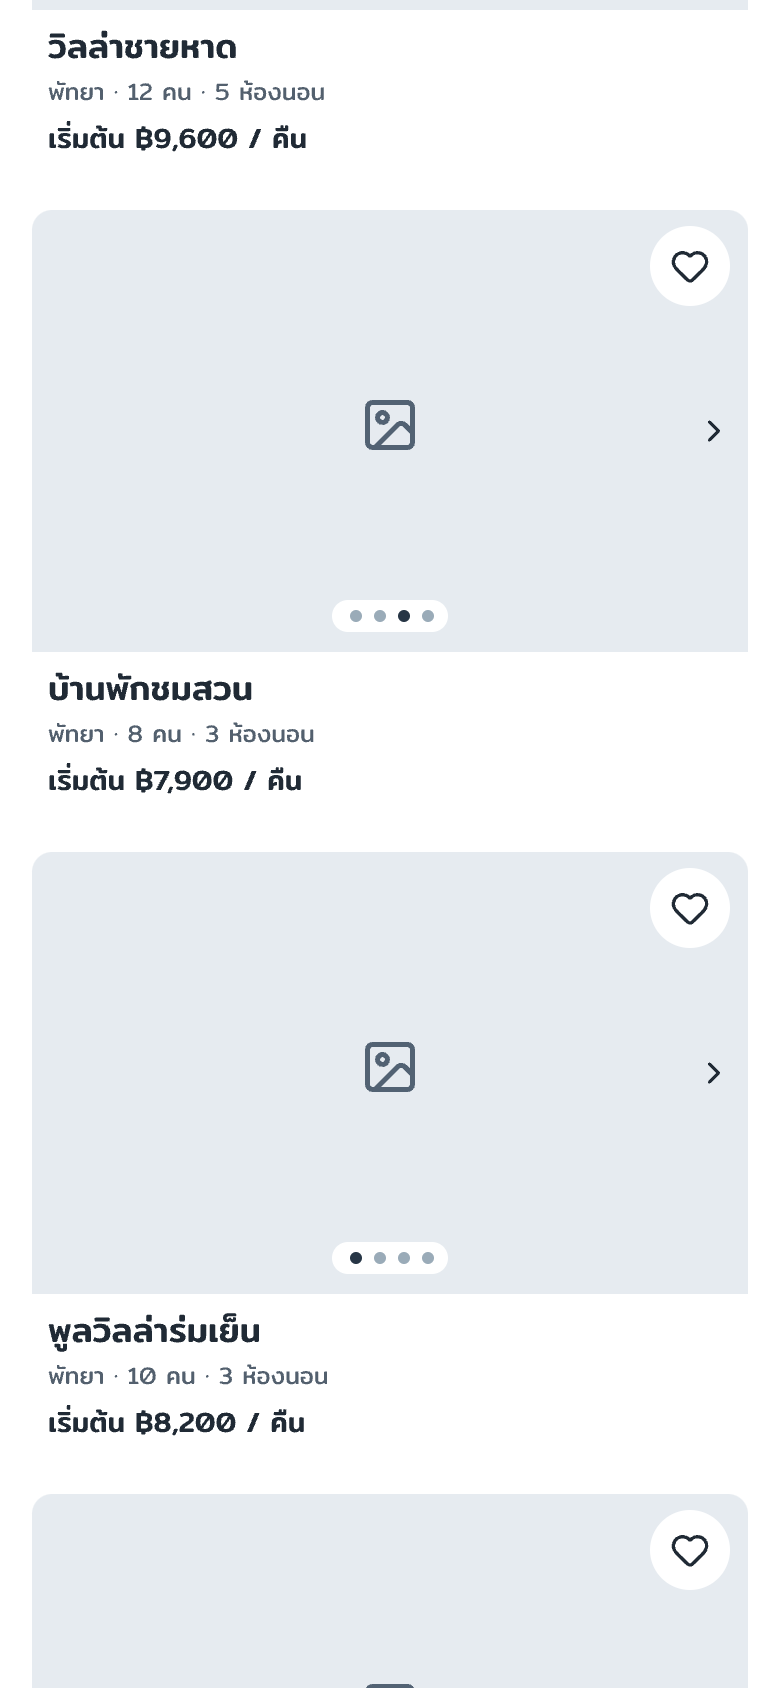 วิลล่าชายหาด
พัทยา · 12 คน · 5 ห้องนอน
เริ่มต้น ฿9,600 / คืน
บ้านพักชมสวน
พัทยา · 8 คน · 3 ห้องนอน
เริ่มต้น ฿7,900 / คืน
พูลวิลล่าร่มเย็น
พัทยา · 10 คน · 3 ห้องนอน
เริ่มต้น ฿8,200 / คืน